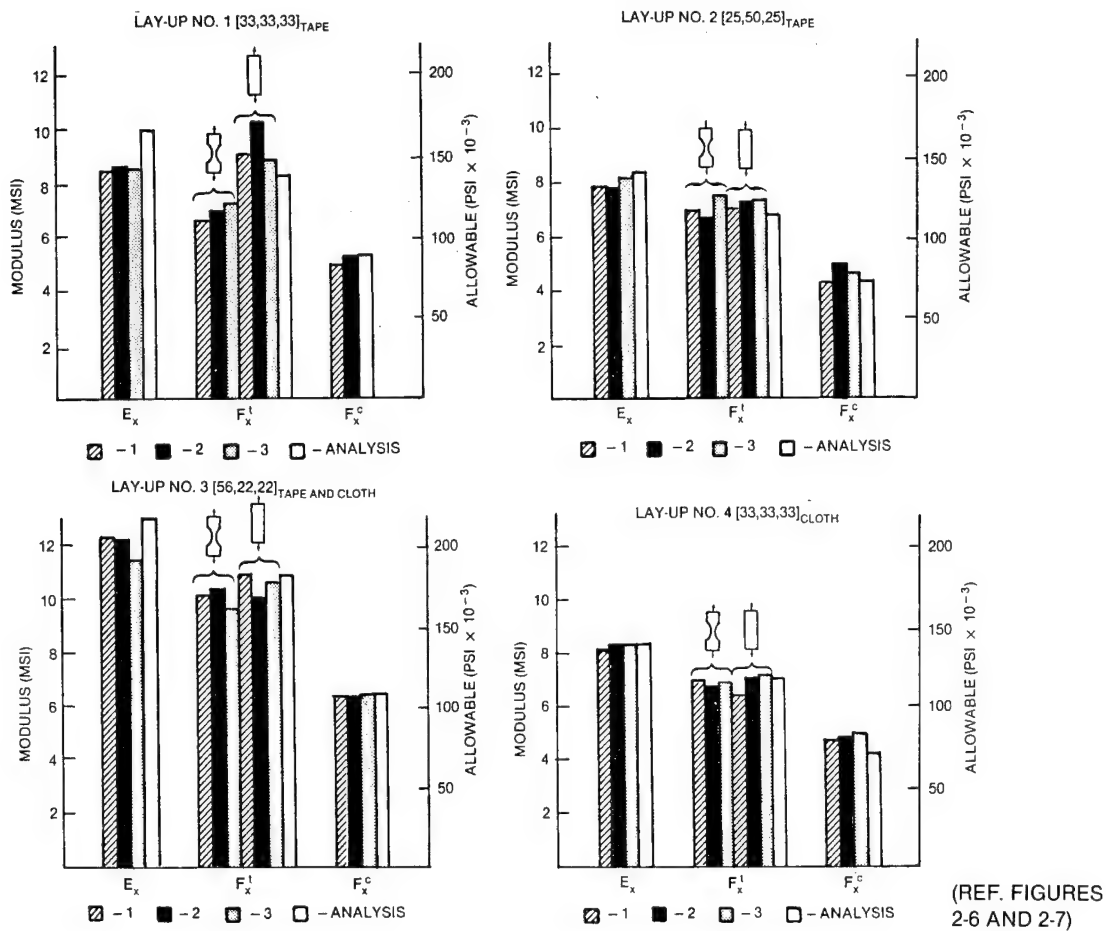 LAY-UP NO. 1 [33,33,33]TAPE
MODULUS (MSI)
12
10
8
6
4
2
200
150
100
50
ALLOWABLE (PSI × 10⁻³)
Eₓ
Fₓᵗ
Fₓᶜ
- 1
- 2
- 3
- ANALYSIS
LAY-UP NO. 2 [25,50,25]TAPE
MODULUS (MSI)
12
10
8
6
4
2
200
150
100
50
ALLOWABLE (PSI × 10⁻³)
Eₓ
Fₓᵗ
Fₓᶜ
- 1
- 2
- 3
- ANALYSIS
LAY-UP NO. 3 [56,22,22]TAPE AND CLOTH
MODULUS (MSI)
12
10
8
6
4
2
200
150
100
50
ALLOWABLE (PSI × 10⁻³)
Eₓ
Fₓᵗ
Fₓᶜ
- 1
- 2
- 3
- ANALYSIS
LAY-UP NO. 4 [33,33,33]CLOTH
MODULUS (MSI)
12
10
8
6
4
2
200
150
100
50
ALLOWABLE (PSI × 10⁻³)
Eₓ
Fₓᵗ
Fₓᶜ
- 1
- 2
- 3
- ANALYSIS
(REF. FIGURES
2-6 AND 2-7)